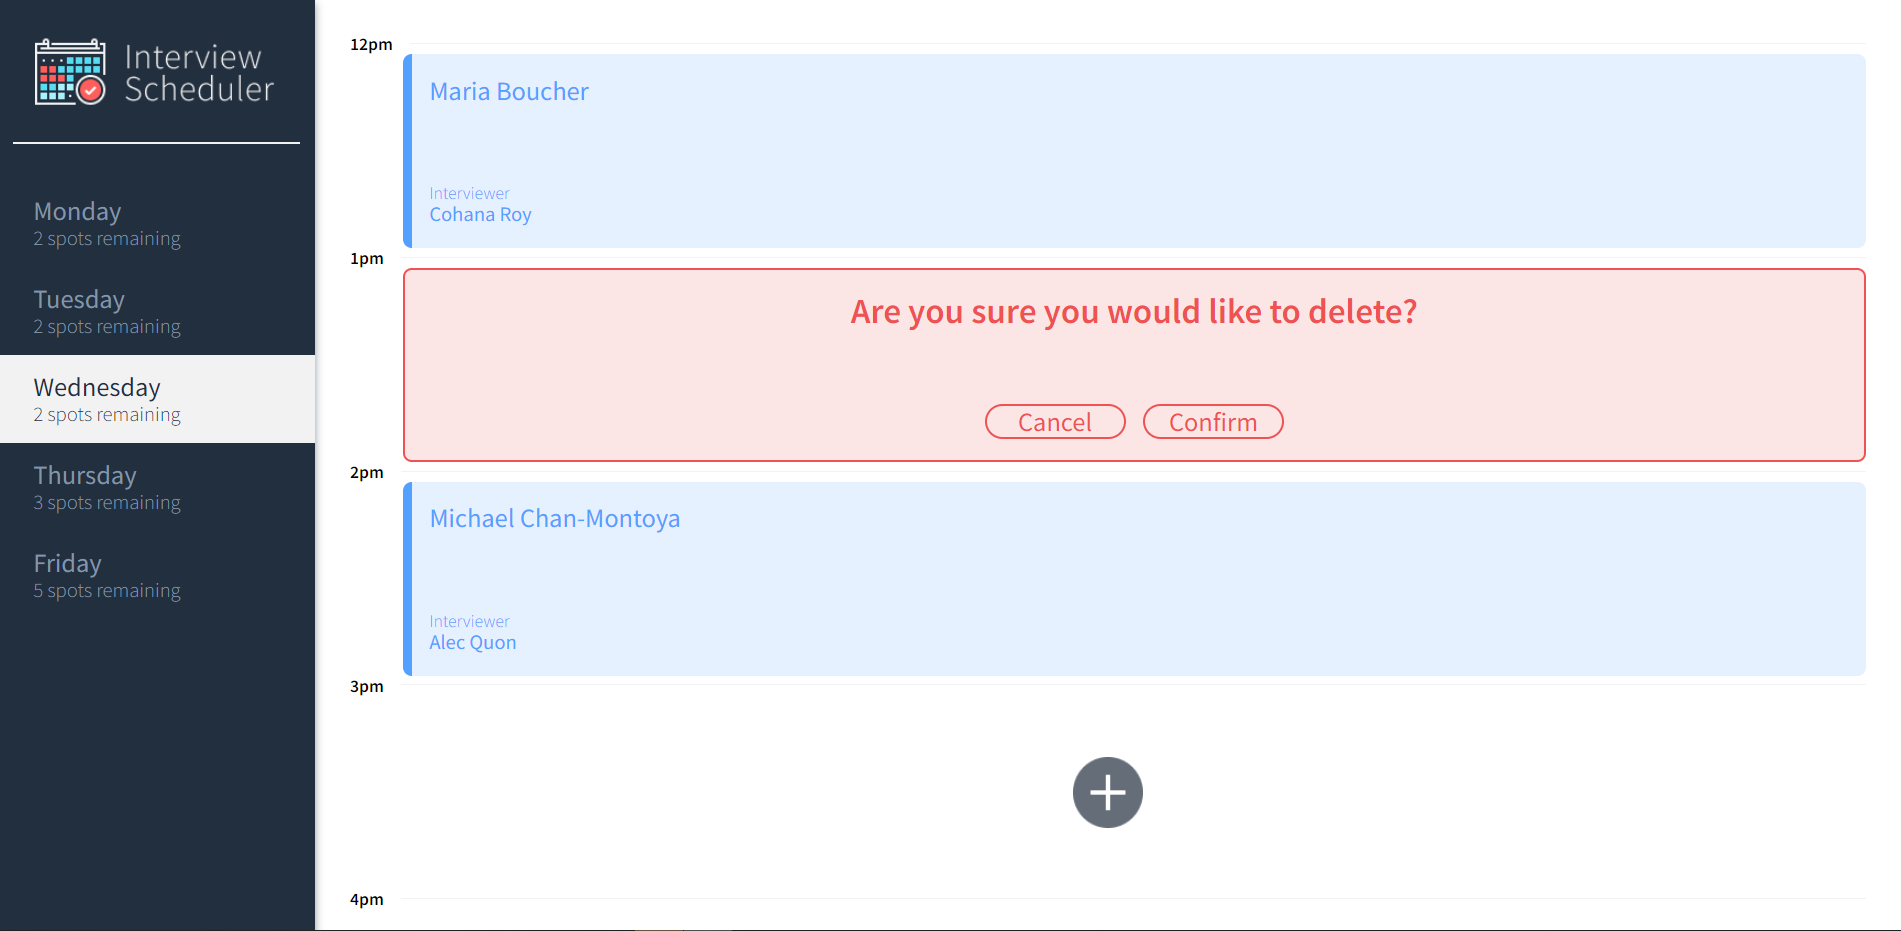 Interview
Scheduler
Monday
2 spots remaining
Tuesday
2 spots remaining
Wednesday
2 spots remaining
Thursday
3 spots remaining
Friday
5 spots remaining
12pm
Maria Boucher
Interviewer
Cohana Roy
1pm
Are you sure you would like to delete?
Cancel Confirm
2pm
Michael Chan-Montoya
Interviewer
Alec Quon
3pm
4pm